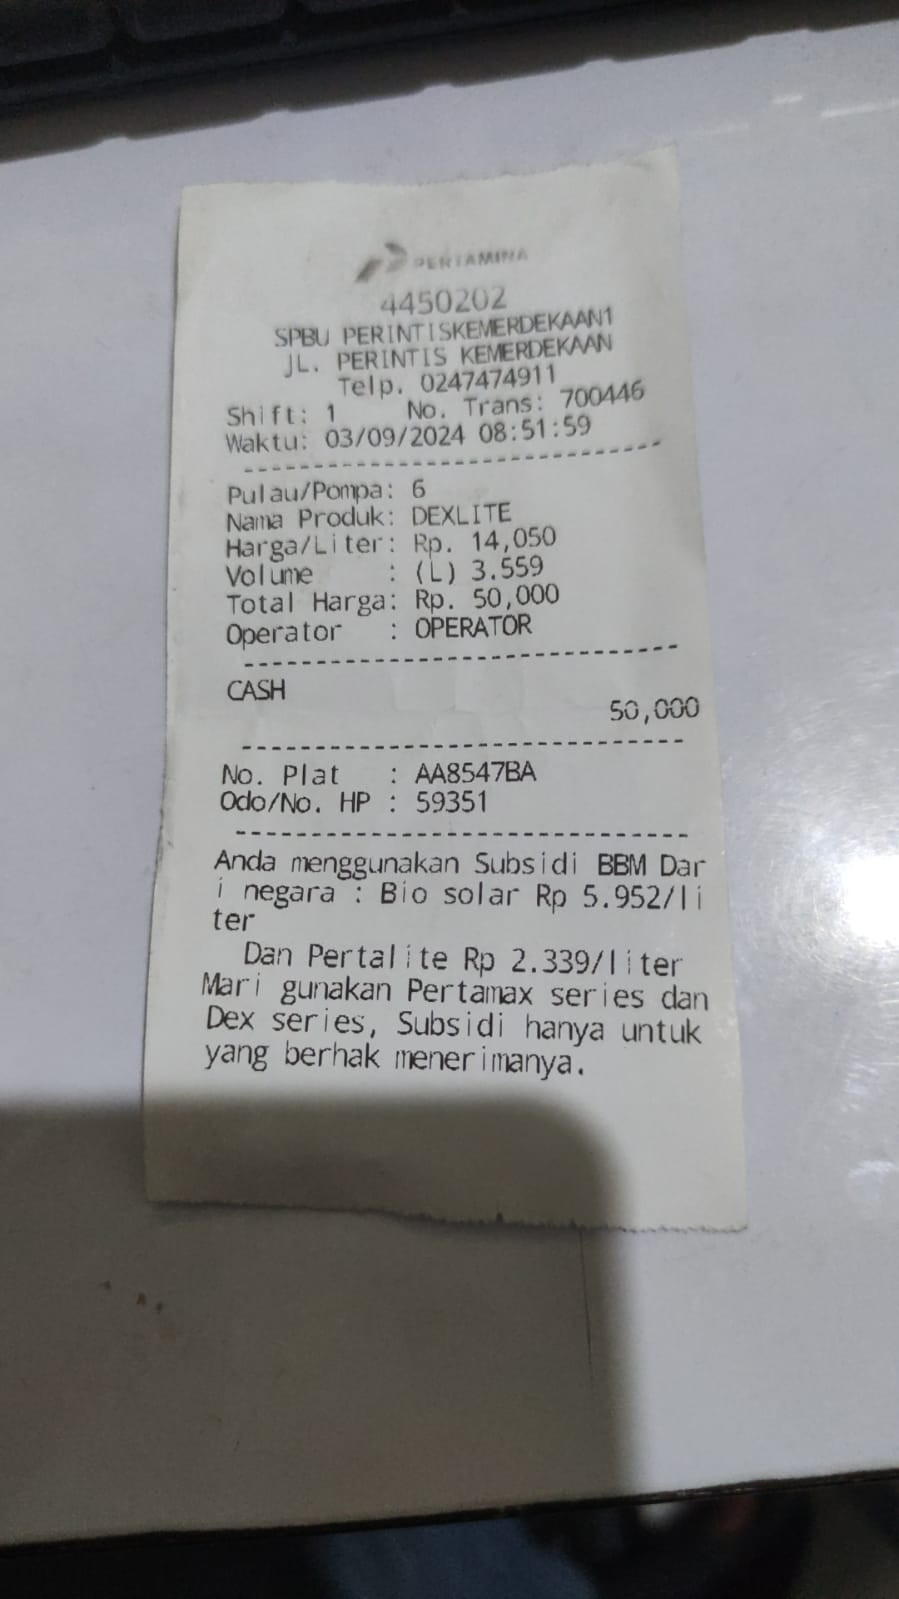 PERTAMINA
4450202
SPBU PERINTISKEMERDEKAAN1
JL. PERINTIS KEMERDEKAAN
Telp. 0247474911
Shift: 1 No. Trans: 700446
Waktu: 03/09/2024 08:51:59
------------------------------
Pulau/Pompa: 6
Nama Produk: DEXLITE
Harga/Liter: Rp. 14,050
Volume : (L) 3.559
Total Harga: Rp. 50,000
Operator : OPERATOR
------------------------------
CASH
50,000
------------------------------
No. Plat : AA8547BA
Odo/No. HP : 59351
------------------------------
Anda menggunakan Subsidi BBM Dar
i negara : Bio solar Rp 5.952/li
ter
Dan Pertalite Rp 2.339/liter
Mari gunakan Pertamax series dan
Dex series, Subsidi hanya untuk
yang berhak menerimanya.